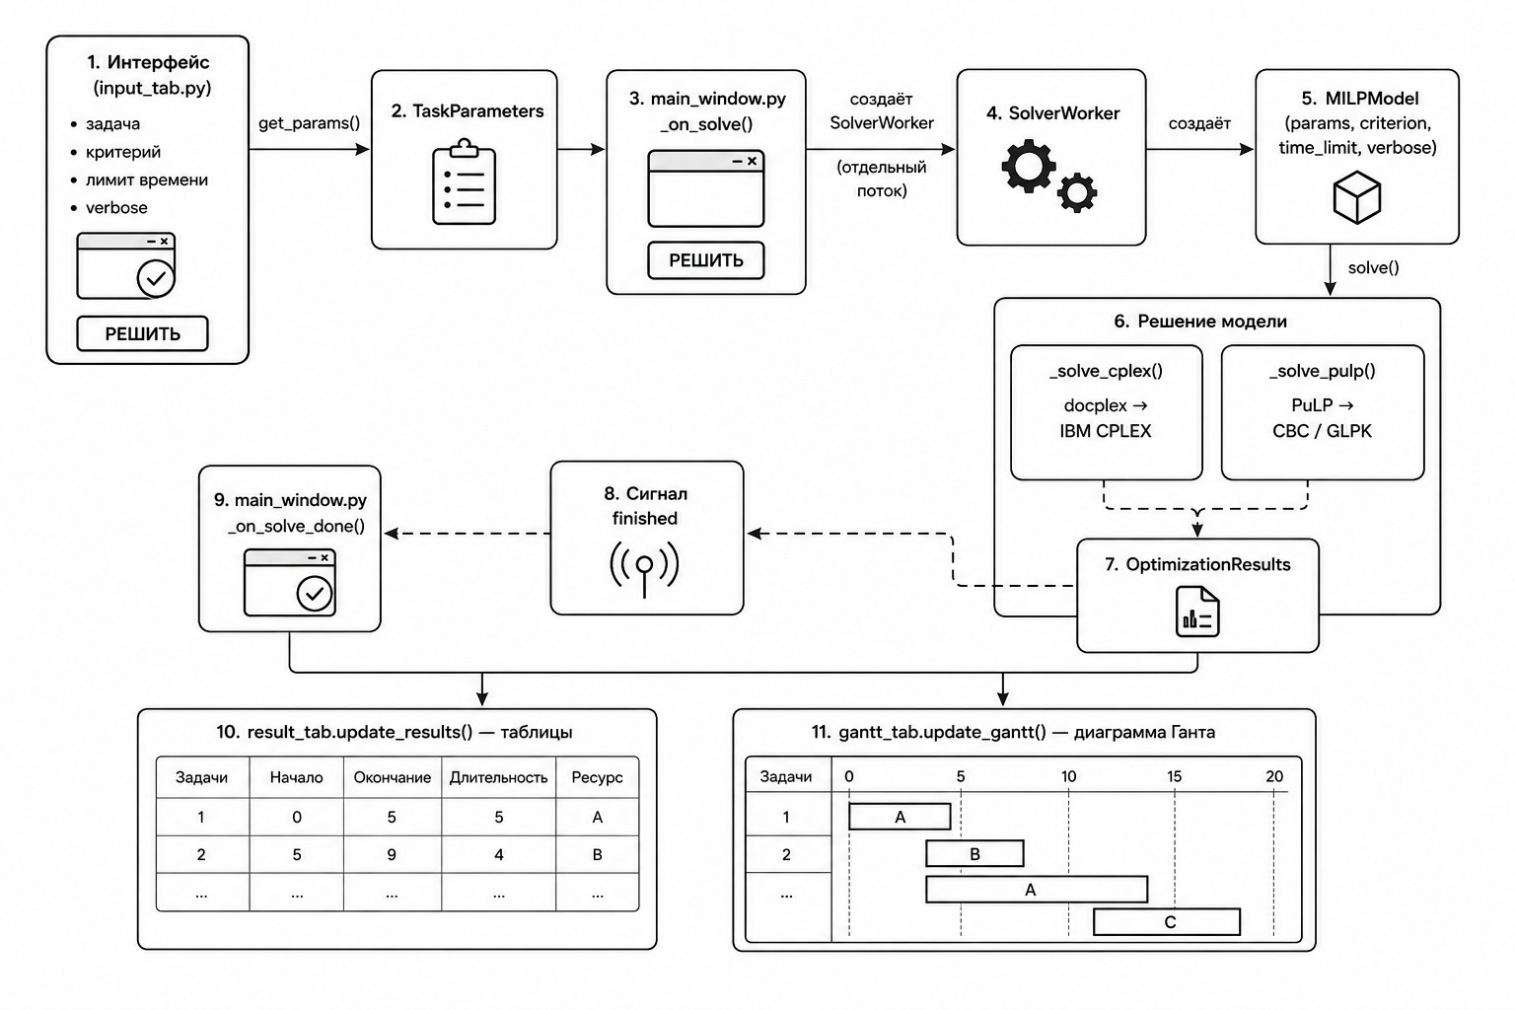 1. Интерфейс
(input_tab.py)
• задача
• критерий
• лимит времени
• verbose
РЕШИТЬ
get_params()
2. TaskParameters
3. main_window.py
_on_solve()
РЕШИТЬ
создаёт
SolverWorker
(отдельный
поток)
4. SolverWorker
создаёт
5. MILPModel
(params, criterion,
time_limit, verbose)
solve()
6. Решение модели
_solve_cplex()
docplex →
IBM CPLEX
_solve_pulp()
PuLP →
CBC / GLPK
7. OptimizationResults
8. Сигнал
finished
9. main_window.py
_on_solve_done()
10. result_tab.update_results() — таблицы
Задачи Начало Окончание Длительность Ресурс
1 0 5 5 A
2 5 9 4 B
... ... ... ... ...
11. gantt_tab.update_gantt() — диаграмма Ганта
Задачи 0 5 10 15 20
1 A
2 B
... A
C